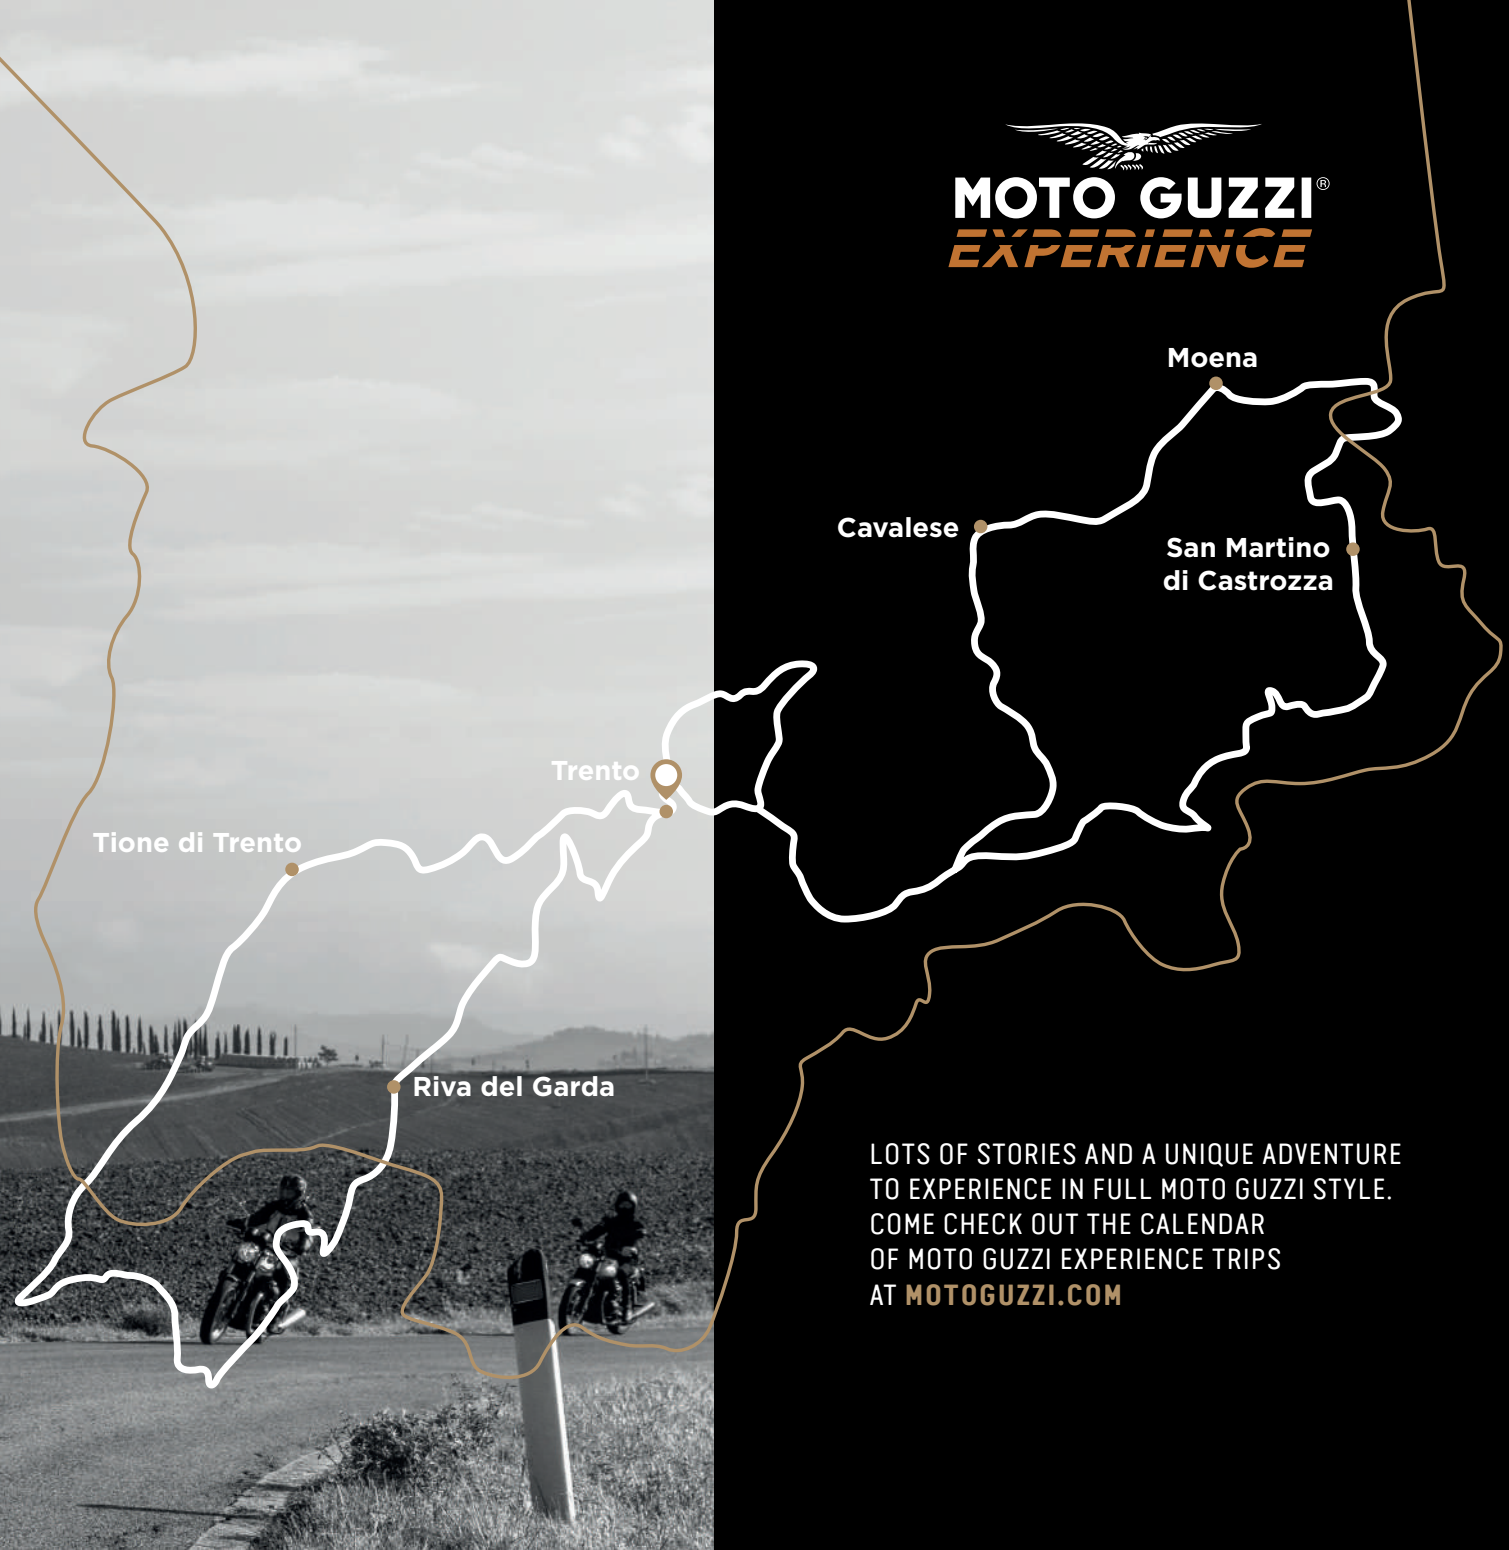 MOTO GUZZI®
EXPERIENCE
Moena
Cavalese
San Martino
di Castrozza
Trento
Tione di Trento
Riva del Garda
LOTS OF STORIES AND A UNIQUE ADVENTURE
TO EXPERIENCE IN FULL MOTO GUZZI STYLE.
COME CHECK OUT THE CALENDAR
OF MOTO GUZZI EXPERIENCE TRIPS
AT MOTOGUZZI.COM